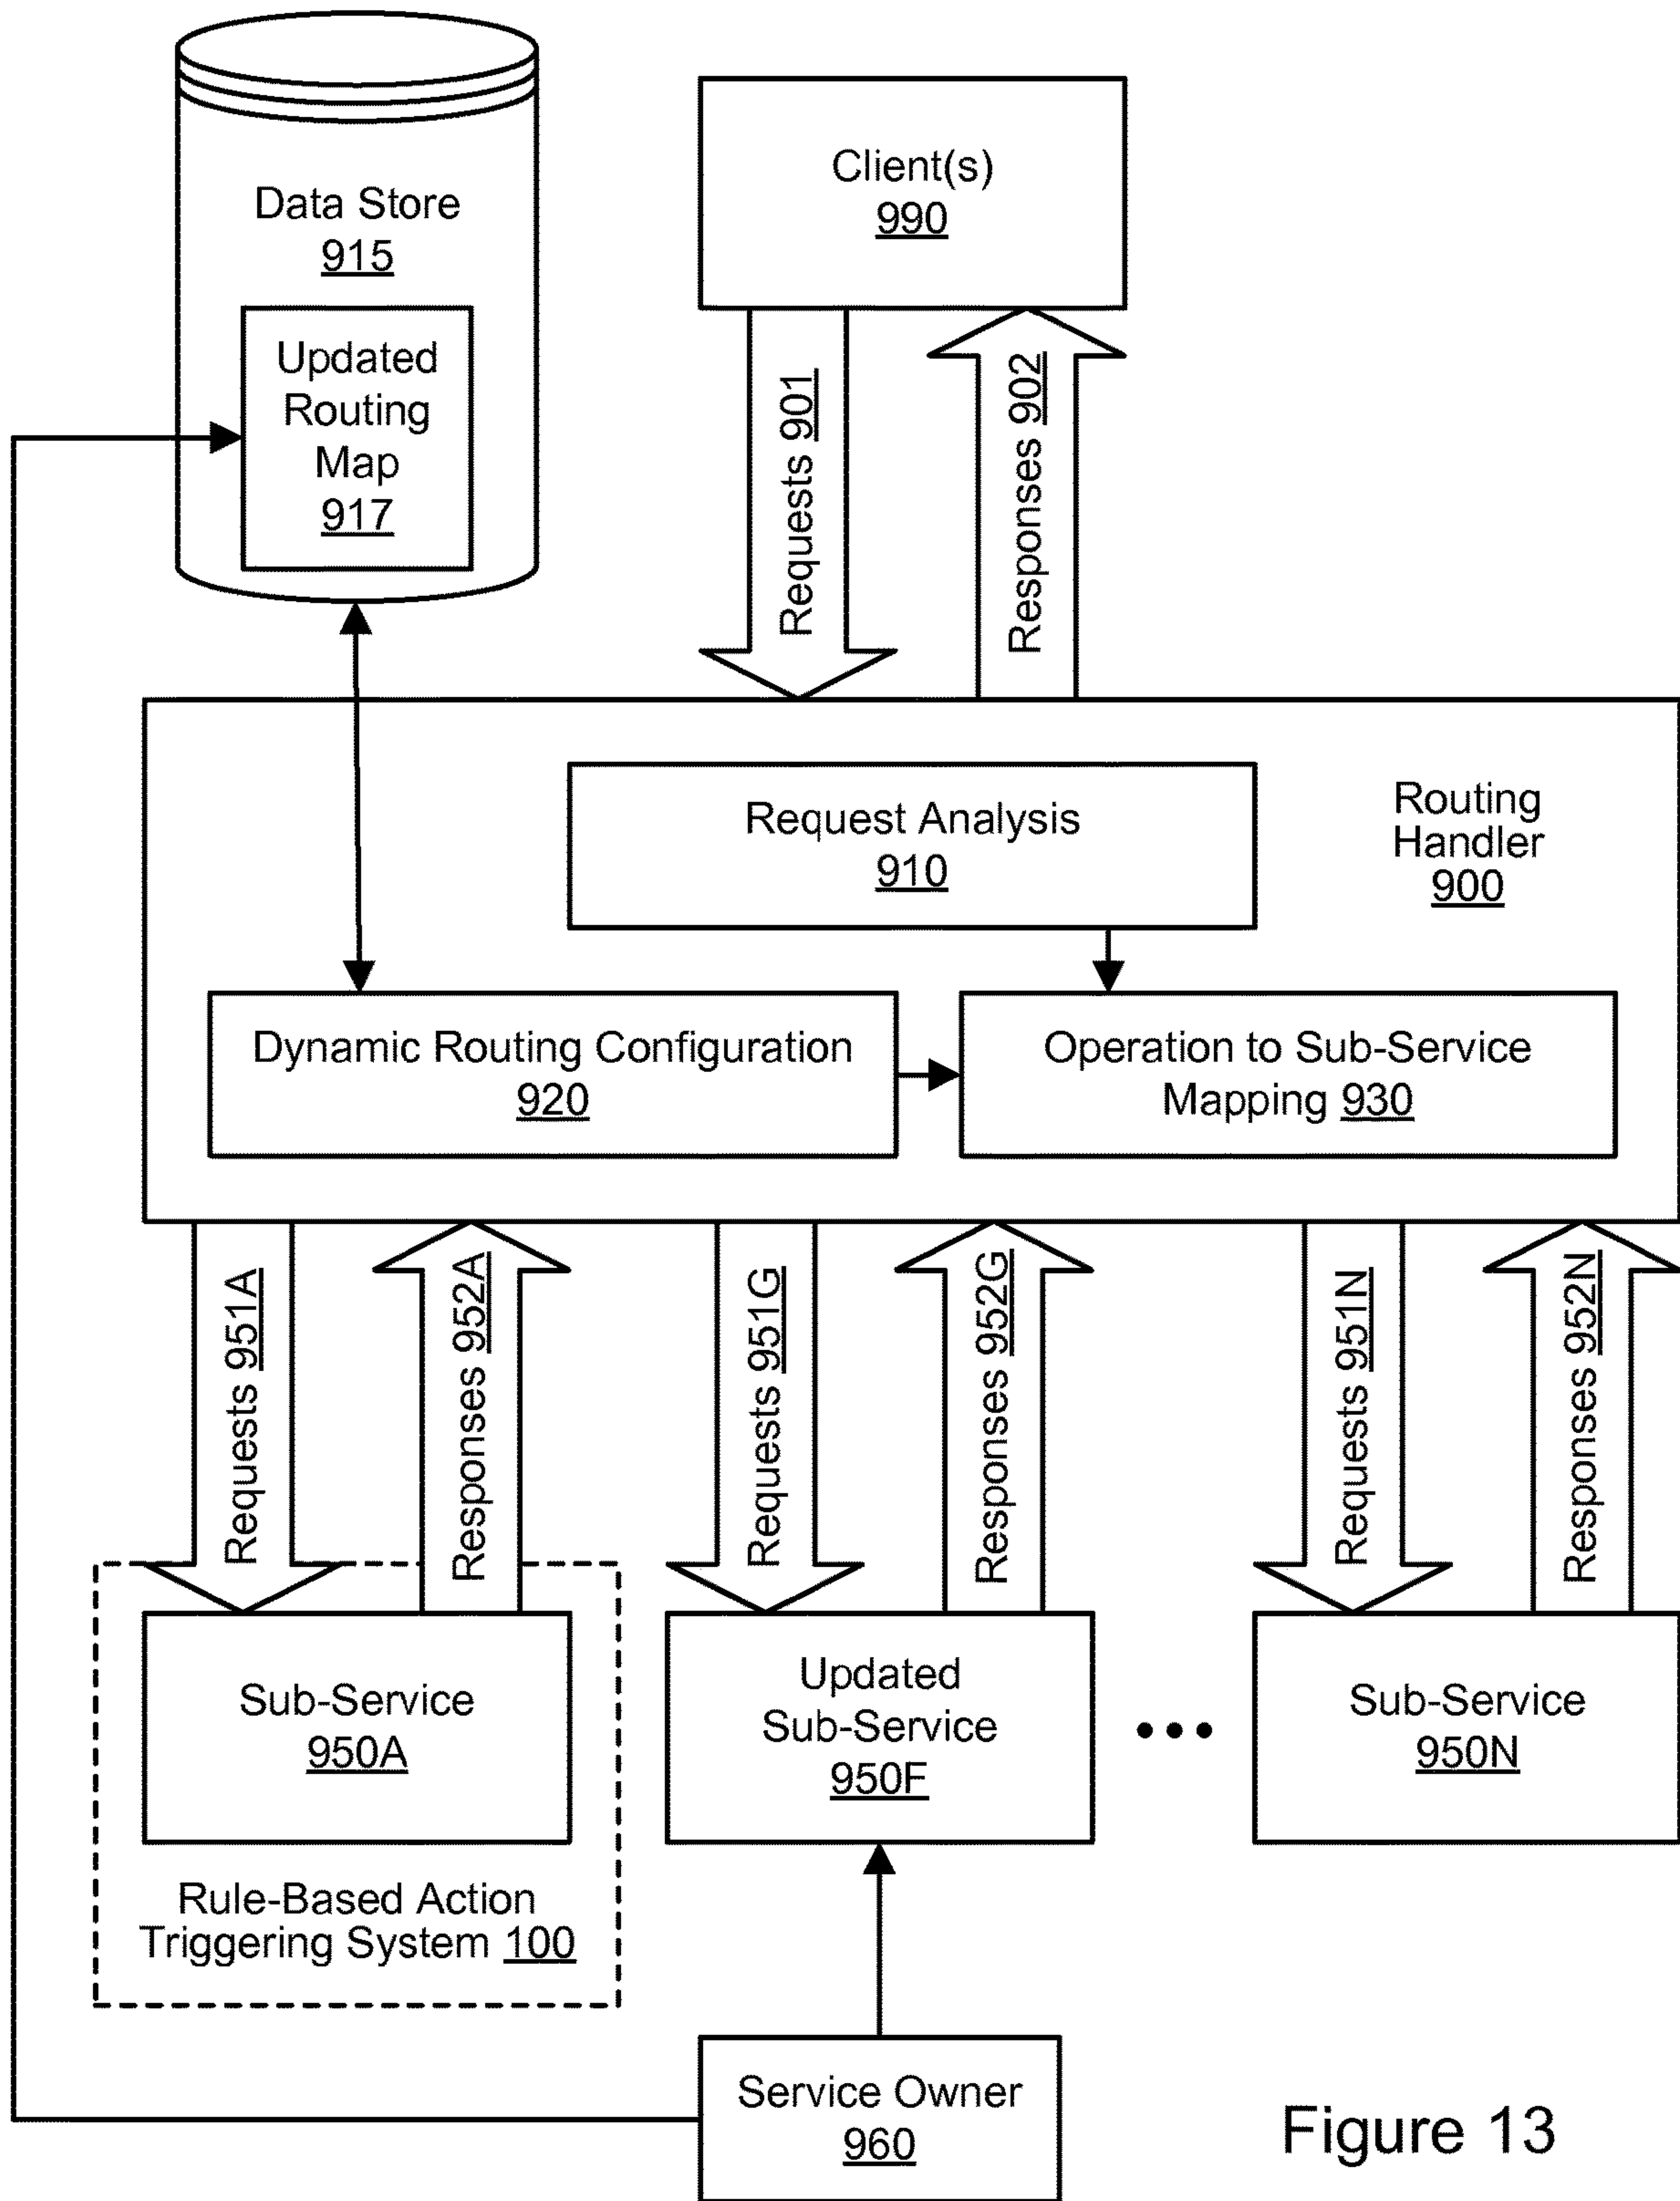 Data Store
915
Updated
Routing
Map
917
Client(s)
990
Requests 901
Responses 902
Request Analysis
910
Routing
Handler
900
Dynamic Routing Configuration
920
Operation to Sub-Service
Mapping 930
Requests 951A
Responses 952A
Requests 951G
Responses 952G
Requests 951N
Responses 952N
Sub-Service
950A
Updated
Sub-Service
950F
•••
Sub-Service
950N
Rule-Based Action
Triggering System 100
Service Owner
960
Figure 13